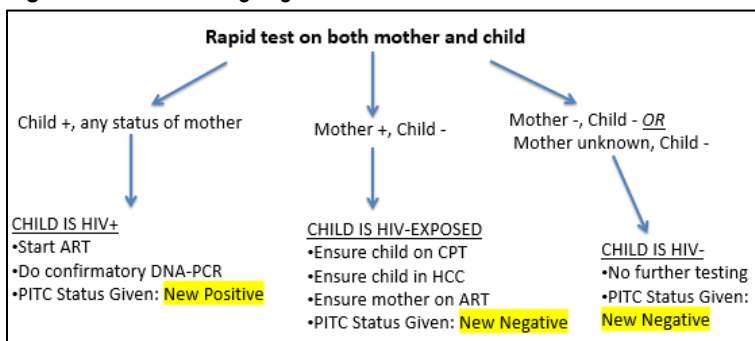 Rapid test on both mother and child
Child +, any status of mother
Mother +, Child -
Mother -, Child - OR
Mother unknown, Child -
CHILD IS HIV+
•Start ART
•Do confirmatory DNA-PCR
•PITC Status Given: New Positive
CHILD IS HIV-EXPOSED
•Ensure child on CPT
•Ensure child in HCC
•Ensure mother on ART
•PITC Status Given: New Negative
CHILD IS HIV-
•No further testing
•PITC Status Given:
New Negative